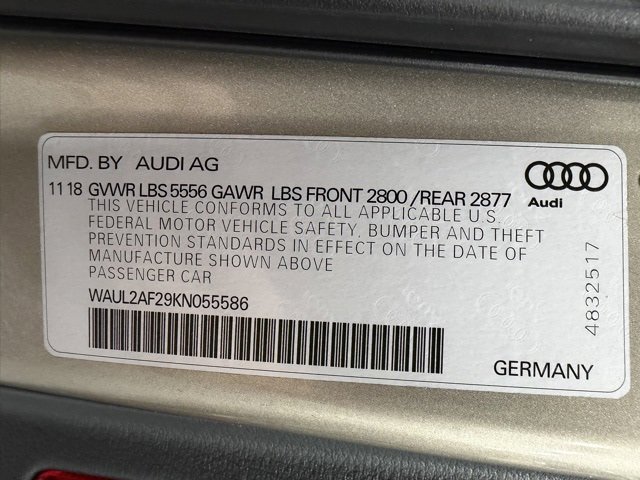 MFD. BY AUDI AG
11 18 GVWR LBS 5556 GAWR LBS FRONT 2800 /REAR 2877
THIS VEHICLE CONFORMS TO ALL APPLICABLE U.S.
FEDERAL MOTOR VEHICLE SAFETY, BUMPER AND THEFT
PREVENTION STANDARDS IN EFFECT ON THE DATE OF
MANUFACTURE SHOWN ABOVE
PASSENGER CAR
WAUL2AF29KN055586
Audi
4832517
GERMANY